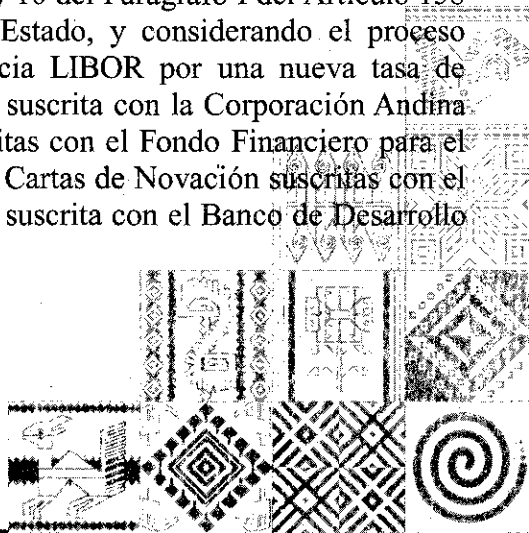 y 10 del Parágrafo I del Artículo 158
Estado, y considerando el proceso
cia LIBOR por una nueva tasa de
suscrita con la Corporación Andina
itas con el Fondo Financiero para el
Cartas de Novación suscritas con el
suscrita con el Banco de Desarrollo